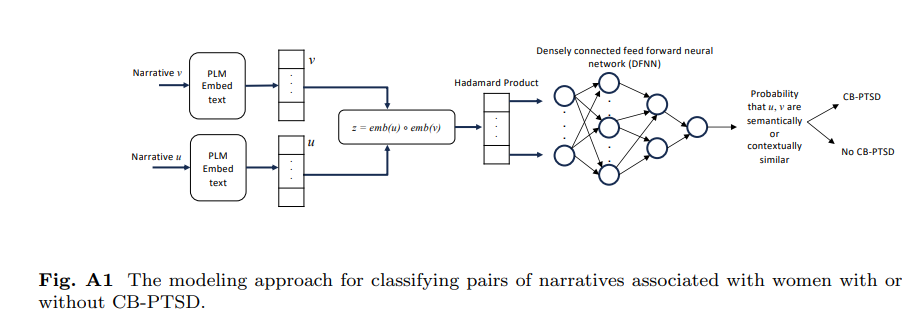 Densely connected feed forward neural
network (DFNN)
Narrative v
PLM
Embed
text
v
Hadamard Product
z = emb(u) ∘ emb(v)
Narrative u
PLM
Embed
text
u
Probability
that u, v are
semantically
or
contextually
similar
CB-PTSD
No CB-PTSD
Fig. A1 The modeling approach for classifying pairs of narratives associated with women with or
without CB-PTSD.